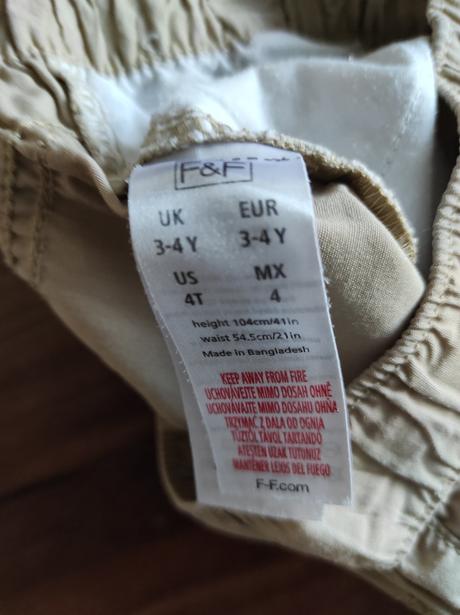 F&F
UK EUR
3-4 Y 3-4 Y
US MX
4T 4
height 104cm/41in
waist 54.5cm/21in
Made in Bangladesh
KEEP AWAY FROM FIRE
UCHOVÁVEJTE MIMO DOSAH OHNĚ
UCHOVÁVAJTE MIMO DOSAHU OHŇA
TRZYMAĆ Z DALA OD OGNIA
TŰZTŐL TÁVOL TARTANDÓ
ATEŞTEN UZAK TUTUNUZ
MANTENER LEJOS DEL FUEGO
F-F.com